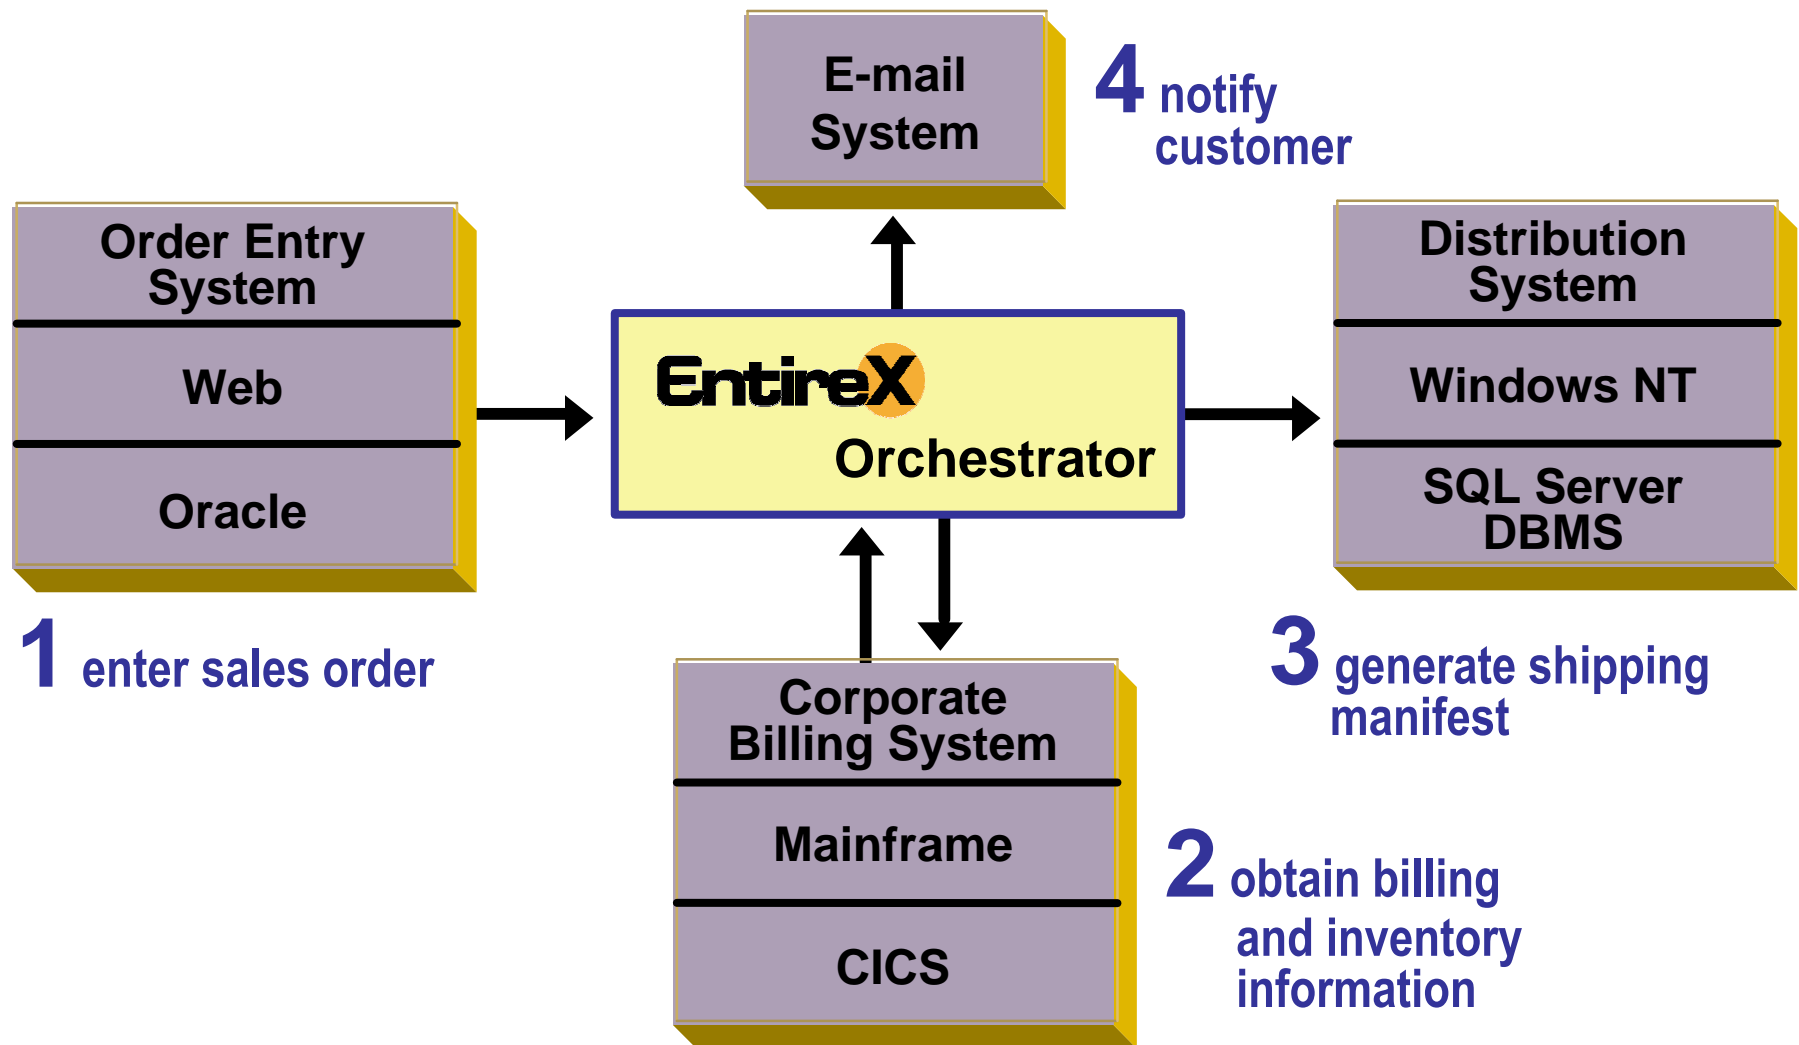 E-mail
System
4 notify
customer
Order Entry
System
Web
Oracle
1 enter sales order
EntireX
Orchestrator
Distribution
System
Windows NT
SQL Server
DBMS
3 generate shipping
manifest
Corporate
Billing System
Mainframe
CICS
2 obtain billing
and inventory
information